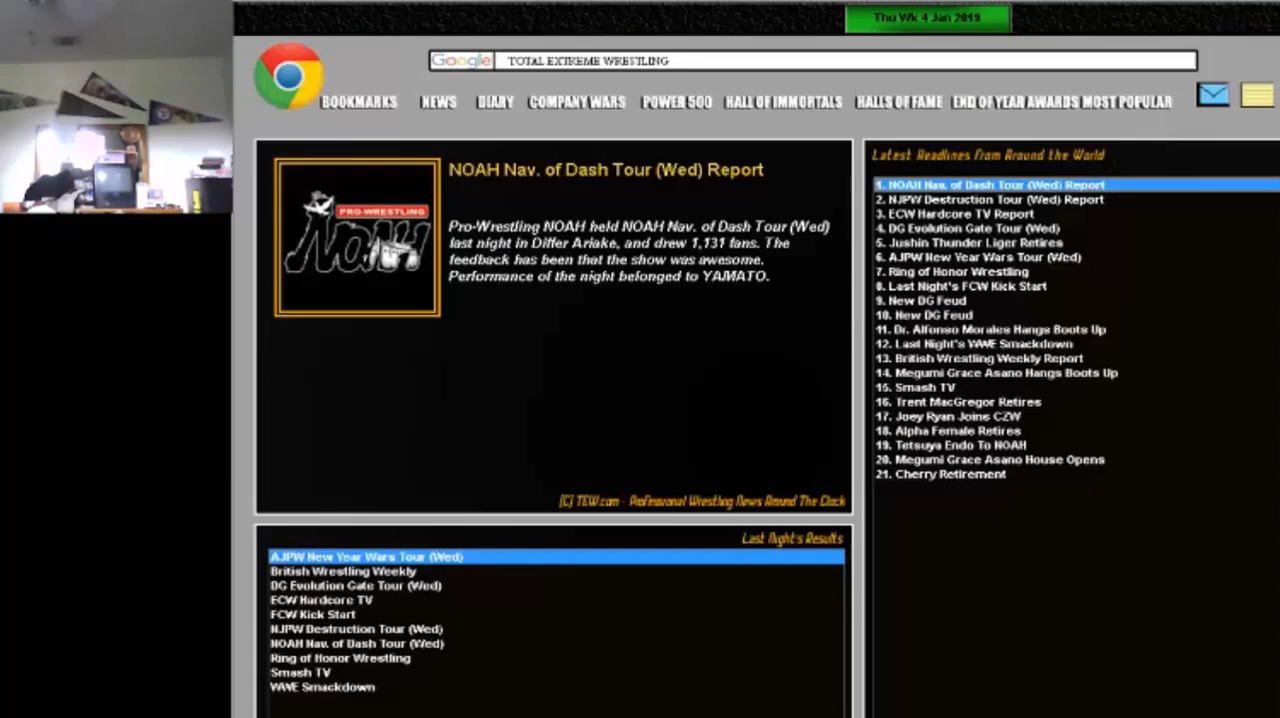 Thu Wk 4 Jan 2019
Google TOTAL EXTREME WRESTLING
BOOKMARKS NEWS DIARY COMPANY WARS POWER 500 HALL OF IMMORTALS HALLS OF FAME END OF YEAR AWARDS MOST POPULAR
NOAH Nav. of Dash Tour (Wed) Report
PRO-WRESTLING
NOAH
Pro-Wrestling NOAH held NOAH Nav. of Dash Tour (Wed)
last night in Differ Ariake, and drew 1,131 fans. The
feedback has been that the show was awesome.
Performance of the night belonged to YAMATO.
(C) TEW.com - Professional Wrestling News Around The Clock
Latest Headlines From Around the World
1. NOAH Nav. of Dash Tour (Wed) Report
2. NJPW Destruction Tour (Wed) Report
3. ECW Hardcore TV Report
4. DG Evolution Gate Tour (Wed)
5. Jushin Thunder Liger Retires
6. AJPW New Year Wars Tour (Wed)
7. Ring of Honor Wrestling
8. Last Night's FCW Kick Start
9. New DG Feud
10. New DG Feud
11. Dr. Alfonso Morales Hangs Boots Up
12. Last Night's WWE Smackdown
13. British Wrestling Weekly Report
14. Megumi Grace Asano Hangs Boots Up
15. Smash TV
16. Trent MacGregor Retires
17. Joey Ryan Joins CZW
18. Alpha Female Retires
19. Tetsuya Endo To NOAH
20. Megumi Grace Asano House Opens
21. Cherry Retirement
Last Night's Results
AJPW New Year Wars Tour (Wed)
British Wrestling Weekly
DG Evolution Gate Tour (Wed)
ECW Hardcore TV
FCW Kick Start
NJPW Destruction Tour (Wed)
NOAH Nav. of Dash Tour (Wed)
Ring of Honor Wrestling
Smash TV
WWE Smackdown